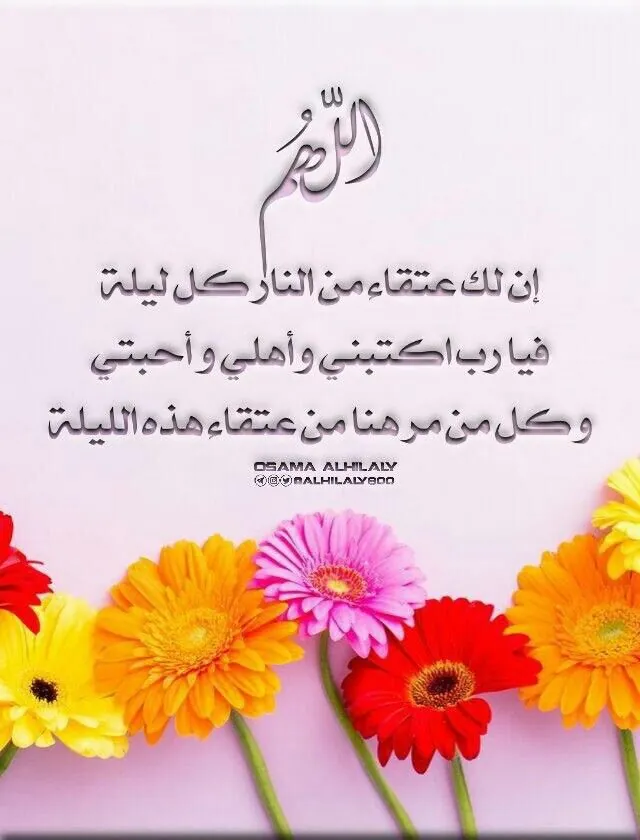 اللّهُم
إن لك عتقاء من النار كل ليلة
فيا رب اكتبني وأهلي وأحبتي
وكل من مر هنا من عتقاء هذه الليلة
OSAMA ALHILALY
@ALHILALY800